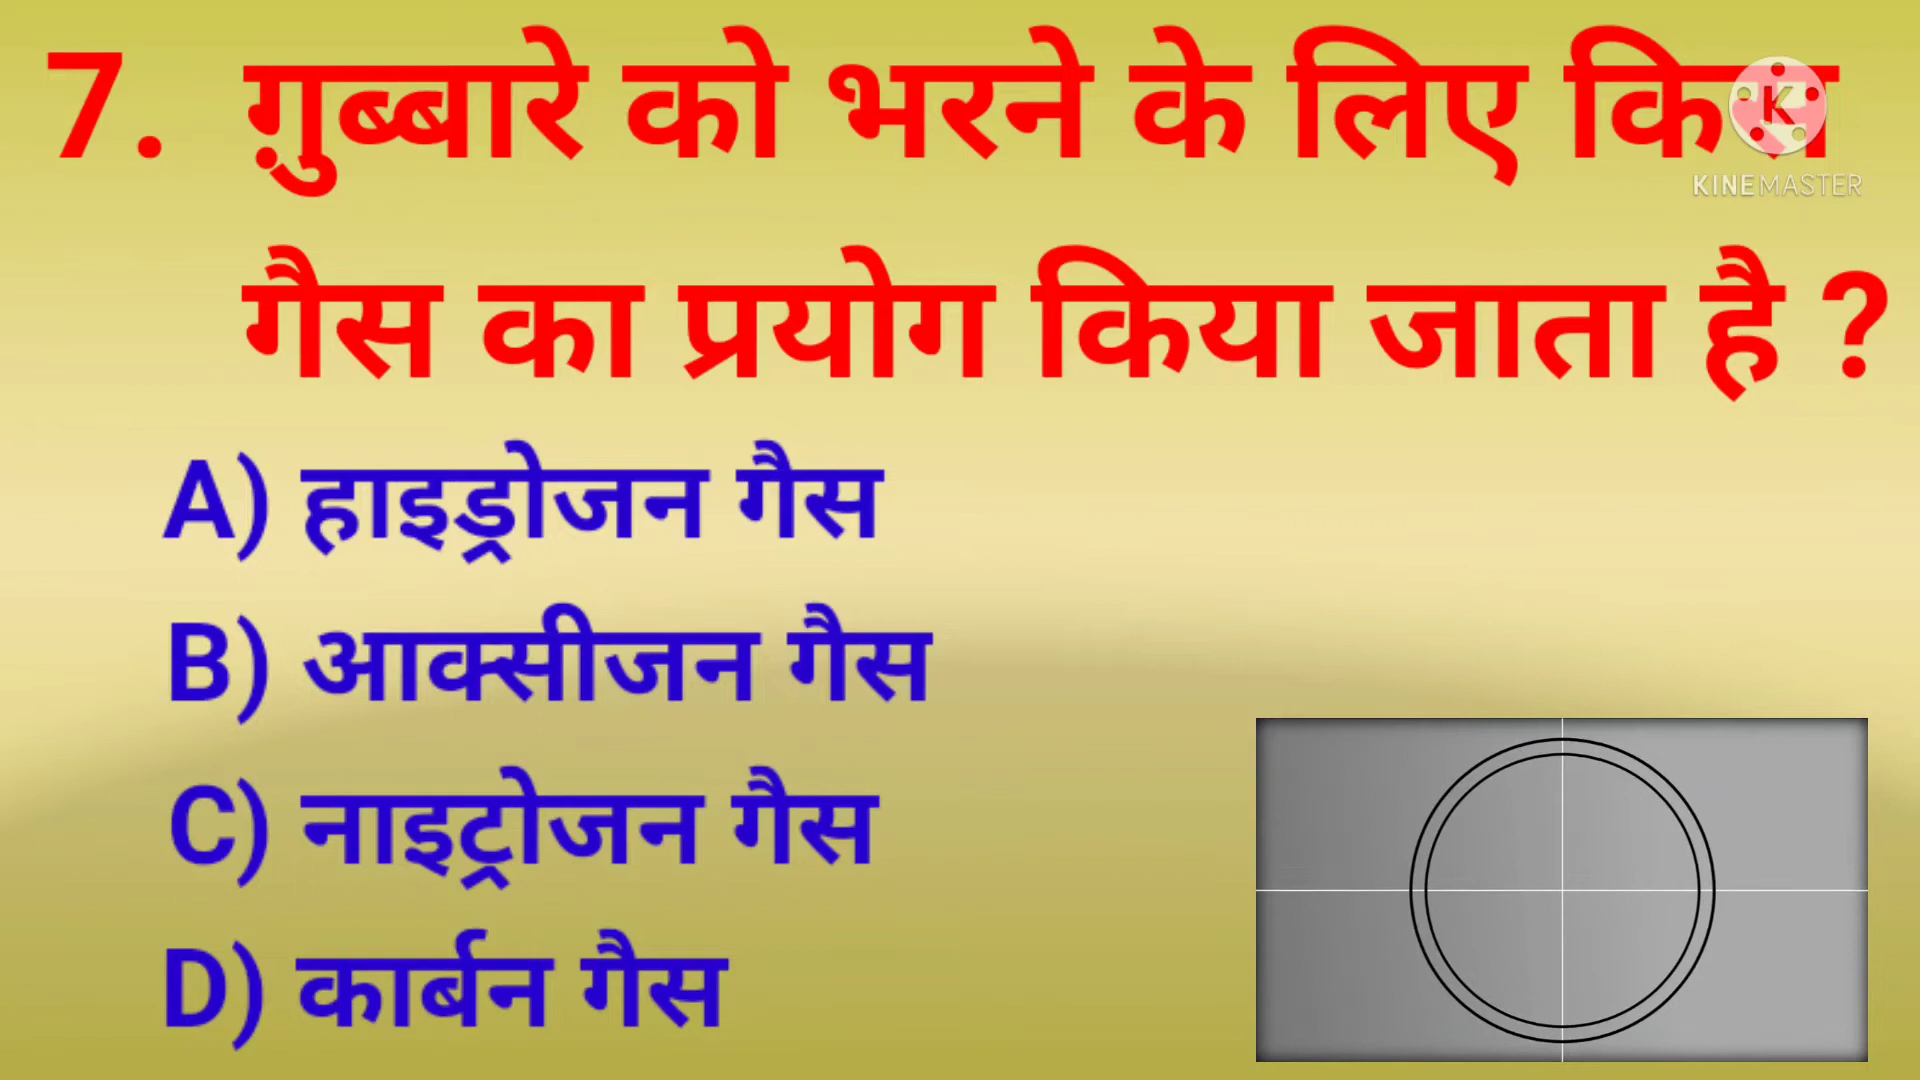 7. ग़ुब्बारे को भरने के लिए किस
KINEMASTER
गैस का प्रयोग किया जाता है ?
A) हाइड्रोजन गैस
B) आक्सीजन गैस
C) नाइट्रोजन गैस
D) कार्बन गैस